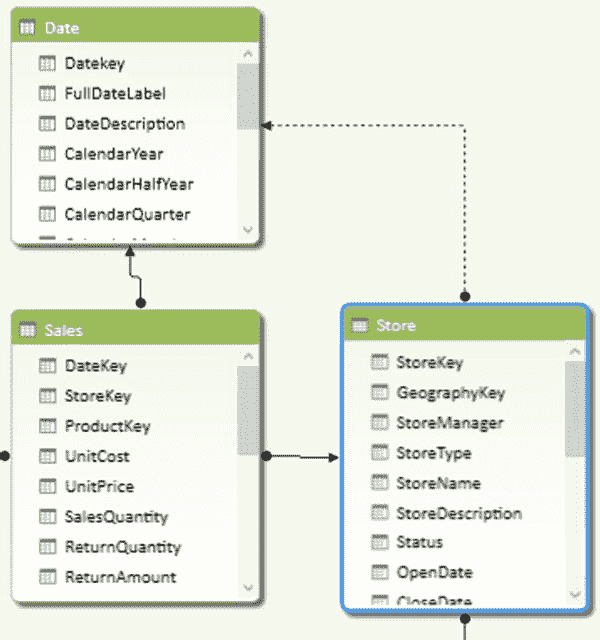 Date
Datekey
FullDateLabel
DateDescription
CalendarYear
CalendarHalfYear
CalendarQuarter
Sales
DateKey
StoreKey
ProductKey
UnitCost
UnitPrice
SalesQuantity
ReturnQuantity
ReturnAmount
Store
StoreKey
GeographyKey
StoreManager
StoreType
StoreName
StoreDescription
Status
OpenDate
CloseDate